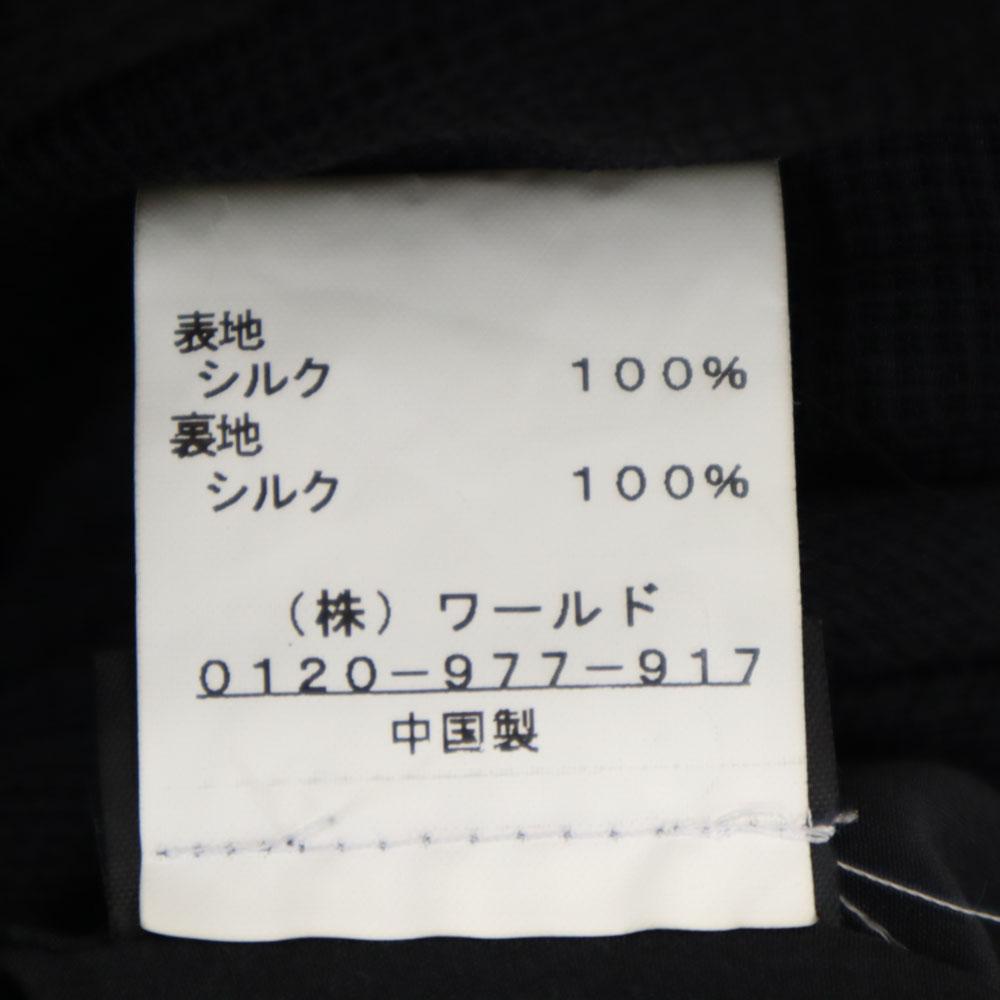 表地
シルク 100%
裏地
シルク 100%
(株) ワールド
0120-977-917
中国製